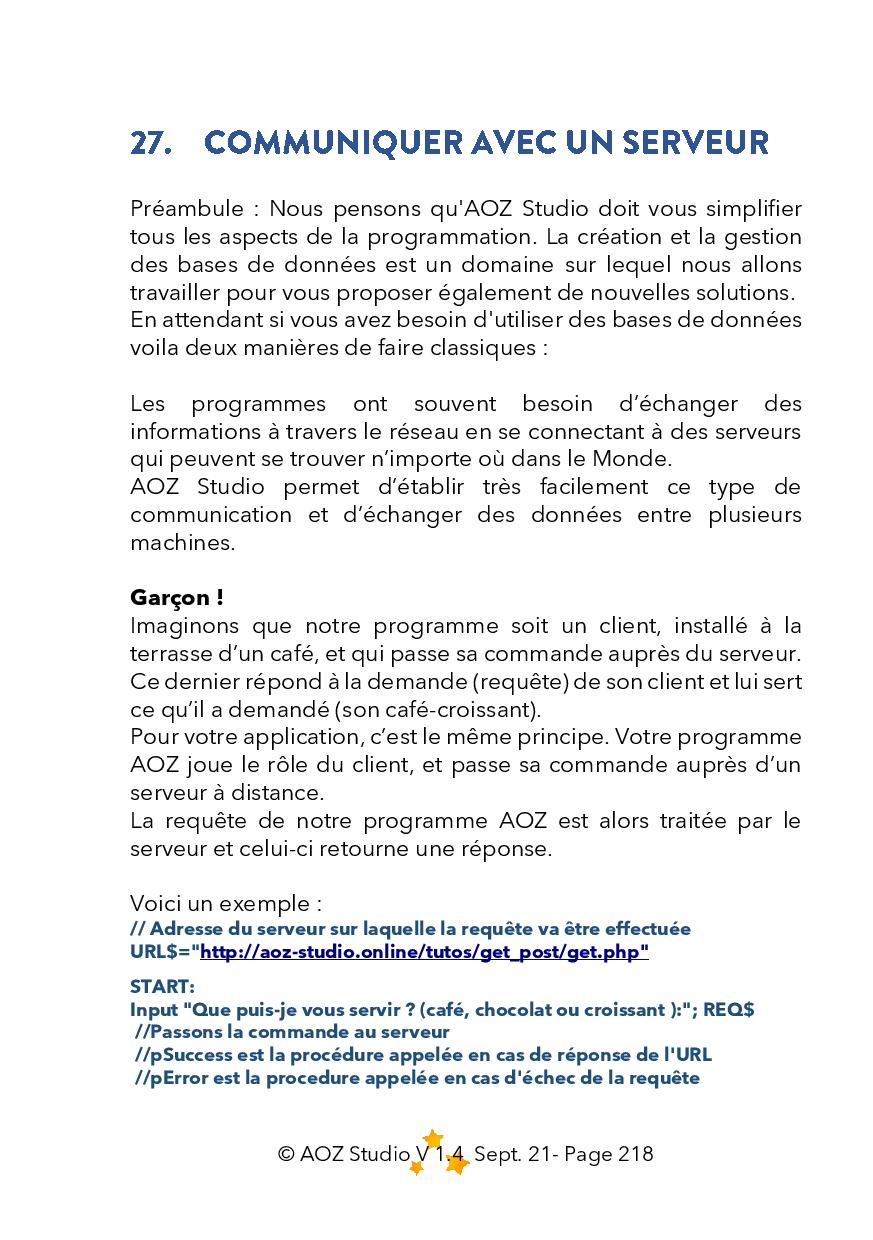 27. COMMUNIQUER AVEC UN SERVEUR
Préambule : Nous pensons qu'AOZ Studio doit vous simplifier
tous les aspects de la programmation. La création et la gestion
des bases de données est un domaine sur lequel nous allons
travailler pour vous proposer également de nouvelles solutions.
En attendant si vous avez besoin d'utiliser des bases de données
voila deux manières de faire classiques :
Les programmes ont souvent besoin d’échanger des
informations à travers le réseau en se connectant à des serveurs
qui peuvent se trouver n’importe où dans le Monde.
AOZ Studio permet d’établir très facilement ce type de
communication et d’échanger des données entre plusieurs
machines.
Garçon !
Imaginons que notre programme soit un client, installé à la
terrasse d’un café, et qui passe sa commande auprès du serveur.
Ce dernier répond à la demande (requête) de son client et lui sert
ce qu’il a demandé (son café-croissant).
Pour votre application, c’est le même principe. Votre programme
AOZ joue le rôle du client, et passe sa commande auprès d’un
serveur à distance.
La requête de notre programme AOZ est alors traitée par le
serveur et celui-ci retourne une réponse.
Voici un exemple :
// Adresse du serveur sur laquelle la requête va être effectuée
URL$="http://aoz-studio.online/tutos/get_post/get.php"
START:
Input "Que puis-je vous servir ? (café, chocolat ou croissant ):"; REQ$
//Passons la commande au serveur
//pSuccess est la procédure appelée en cas de réponse de l'URL
//pError est la procedure appelée en cas d'échec de la requête
© AOZ Studio V 1.4 Sept. 21- Page 218